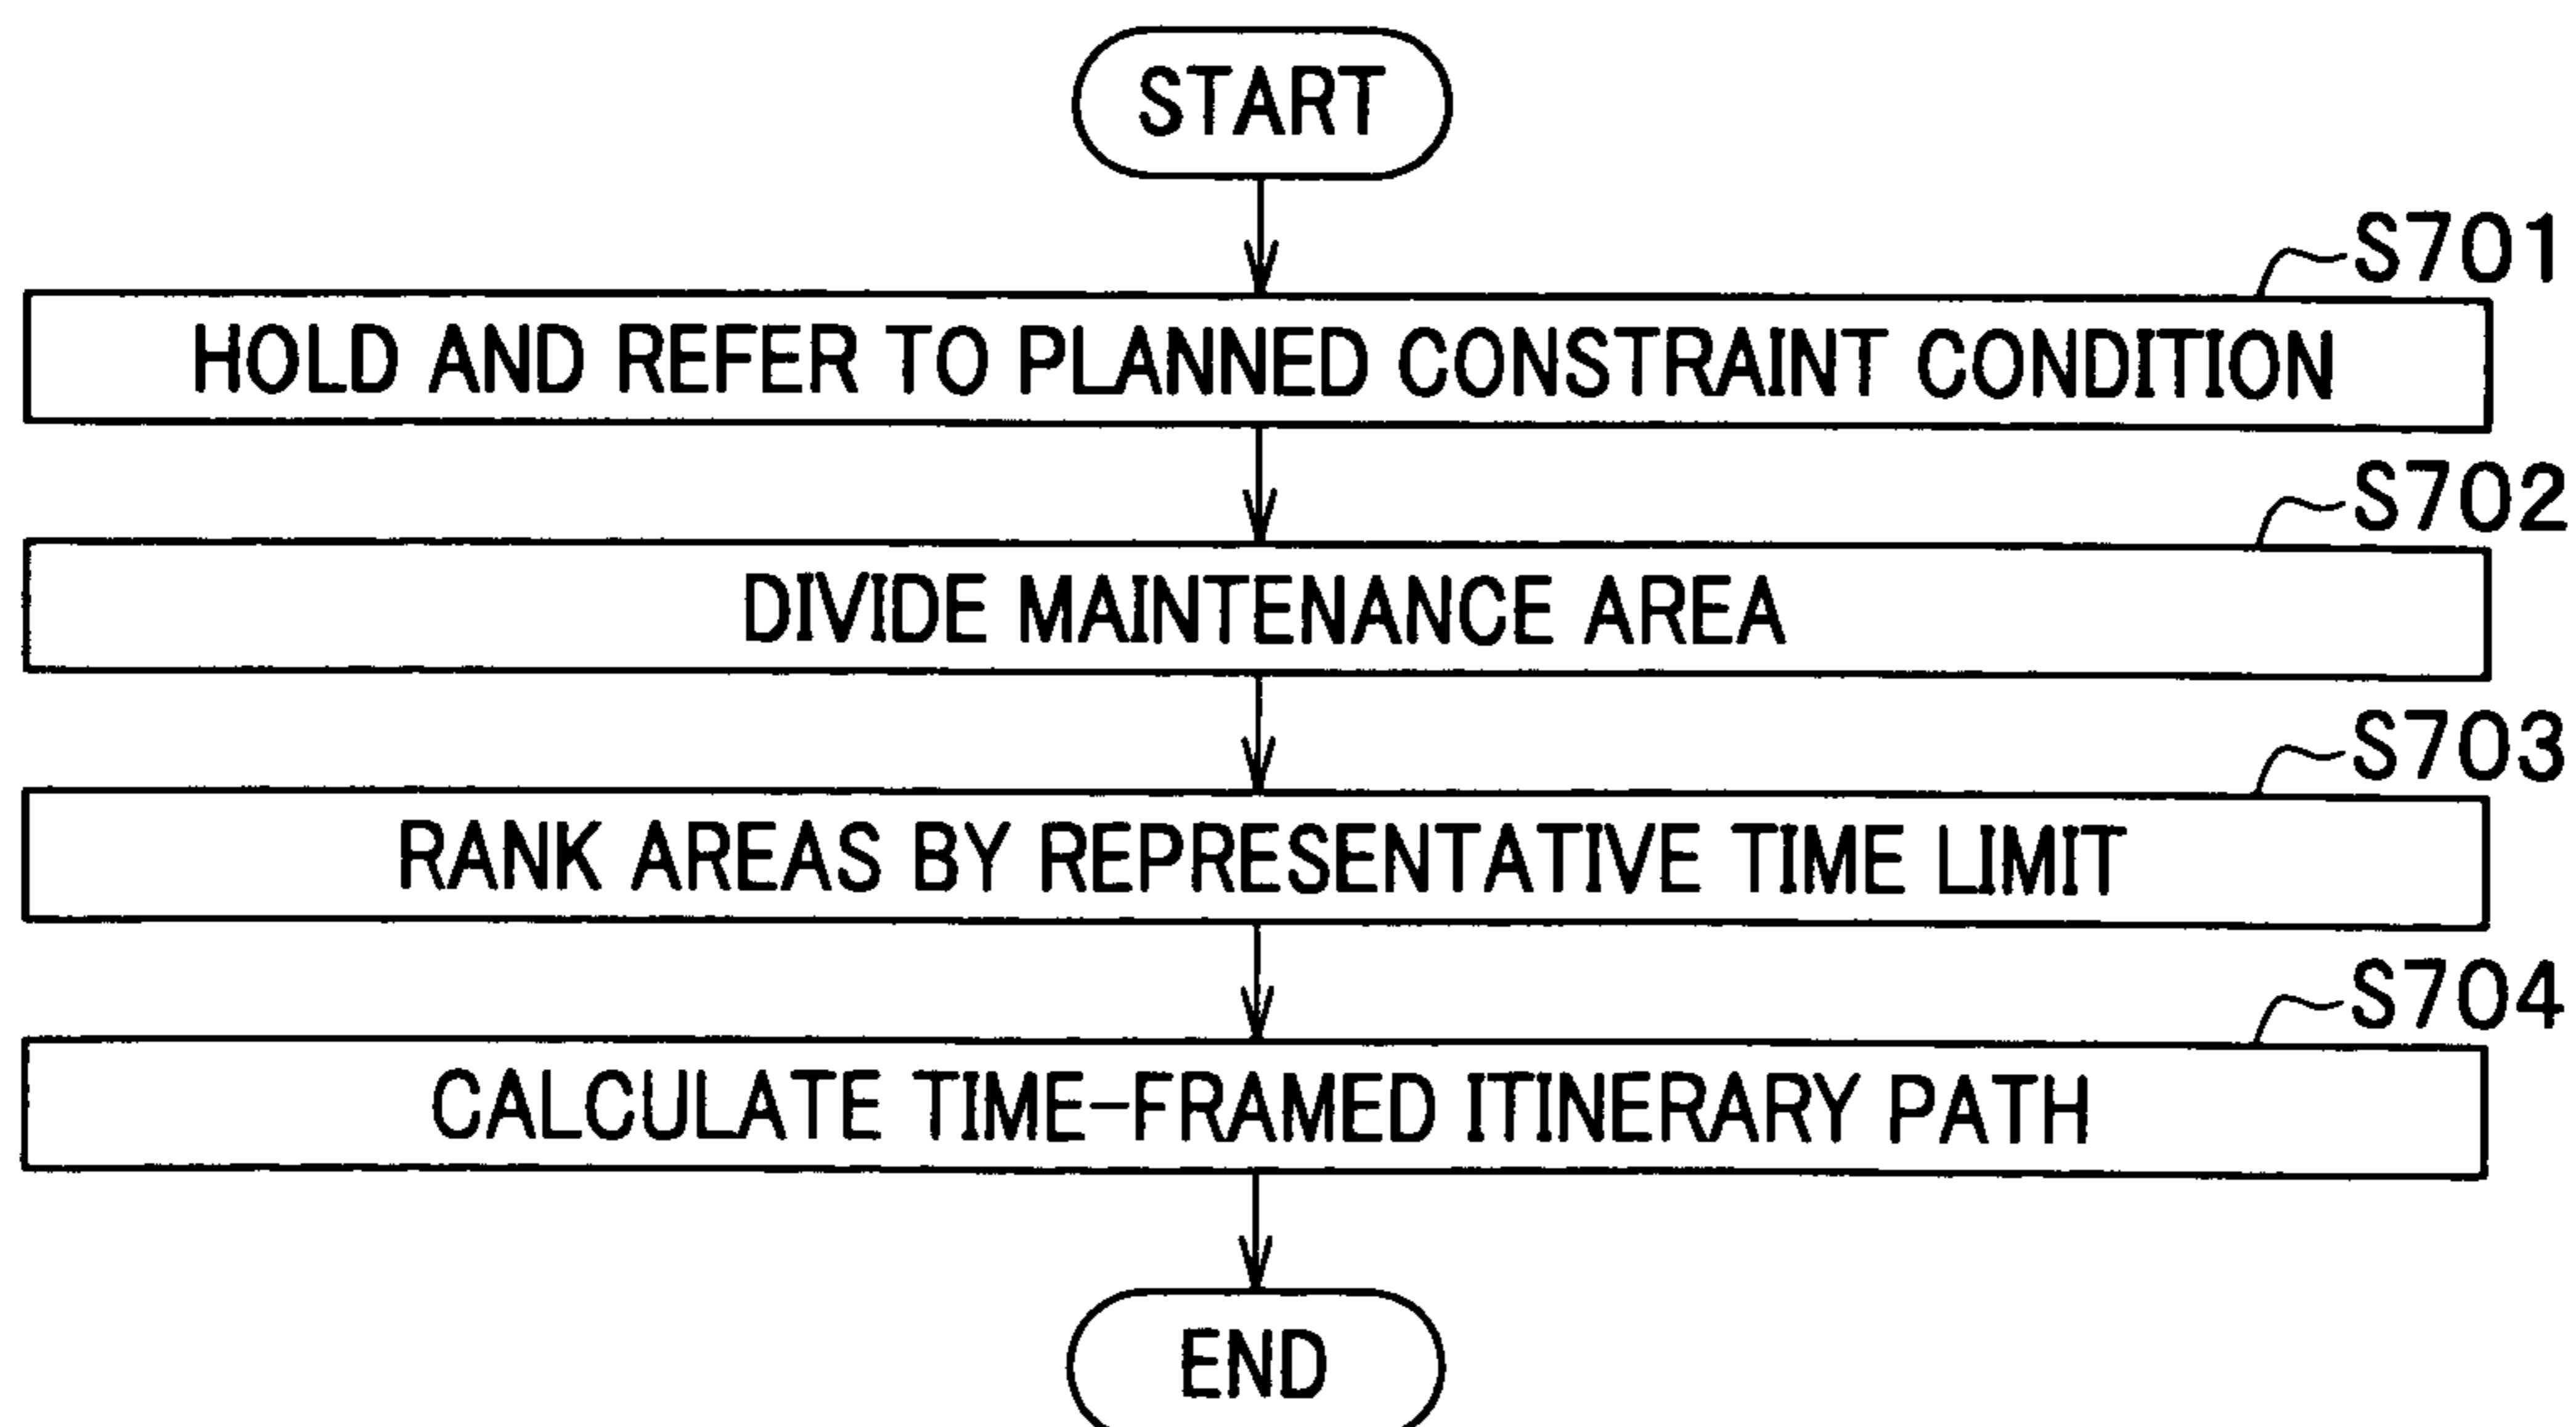 START
S701
HOLD AND REFER TO PLANNED CONSTRAINT CONDITION
S702
DIVIDE MAINTENANCE AREA
S703
RANK AREAS BY REPRESENTATIVE TIME LIMIT
S704
CALCULATE TIME-FRAMED ITINERARY PATH
END